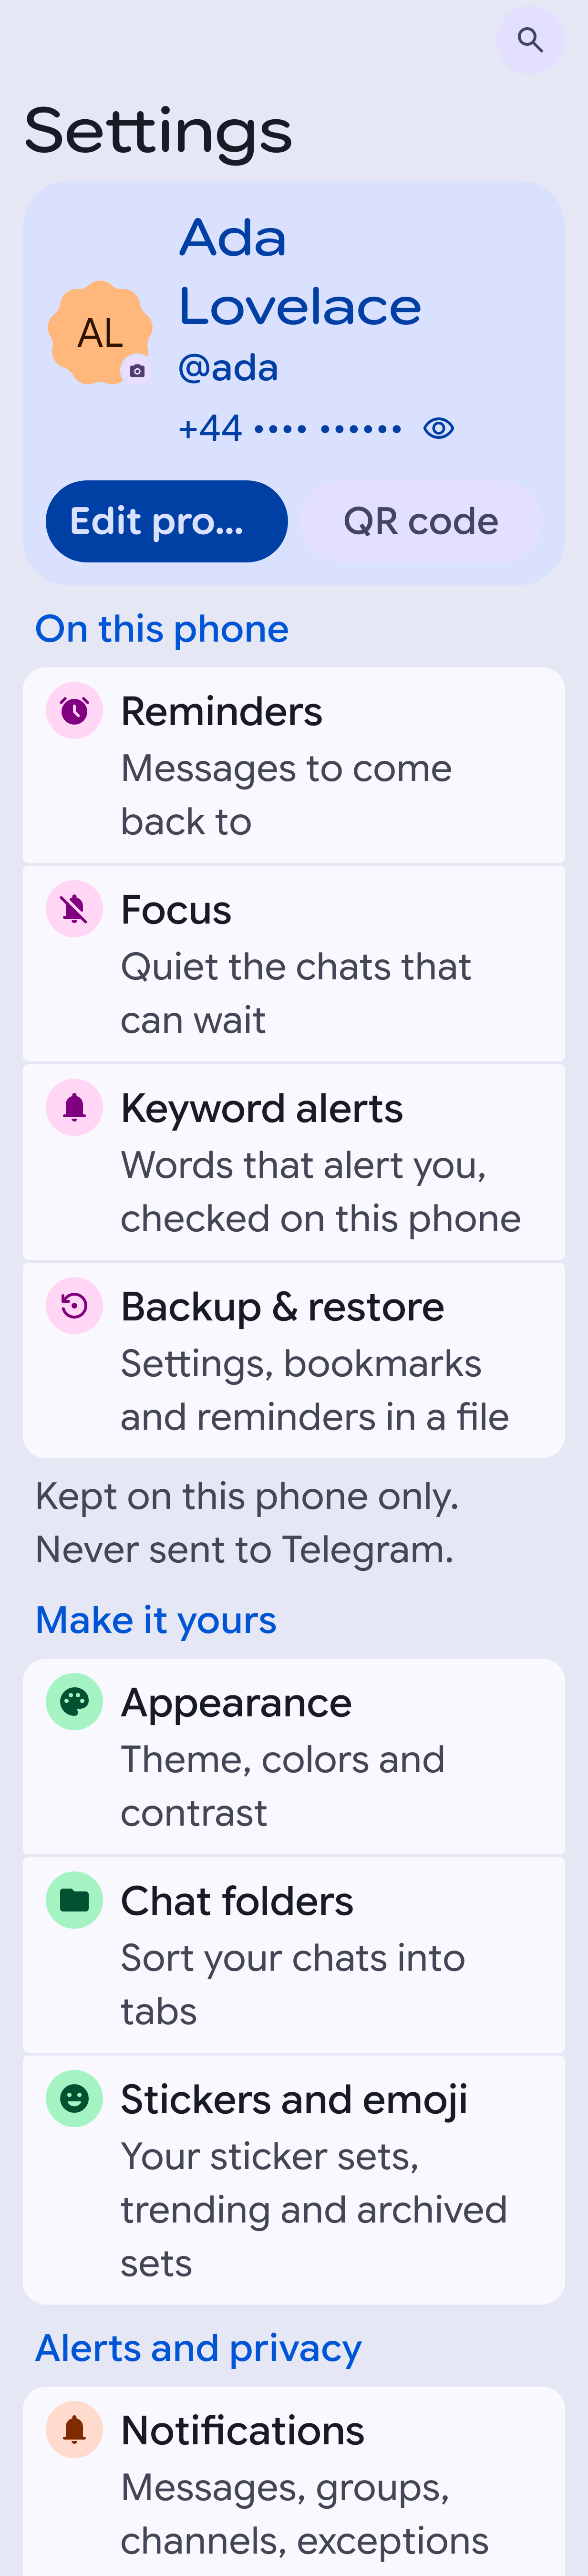 Settings
Ada
Lovelace
AL
@ada
+44 •••• ••••••
Edit pro...
QR code
On this phone
Reminders
Messages to come
back to
Focus
Quiet the chats that
can wait
Keyword alerts
Words that alert you,
checked on this phone
Backup & restore
Settings, bookmarks
and reminders in a file
Kept on this phone only.
Never sent to Telegram.
Make it yours
Appearance
Theme, colors and
contrast
Chat folders
Sort your chats into
tabs
Stickers and emoji
Your sticker sets,
trending and archived
sets
Alerts and privacy
Notifications
Messages, groups,
channels, exceptions